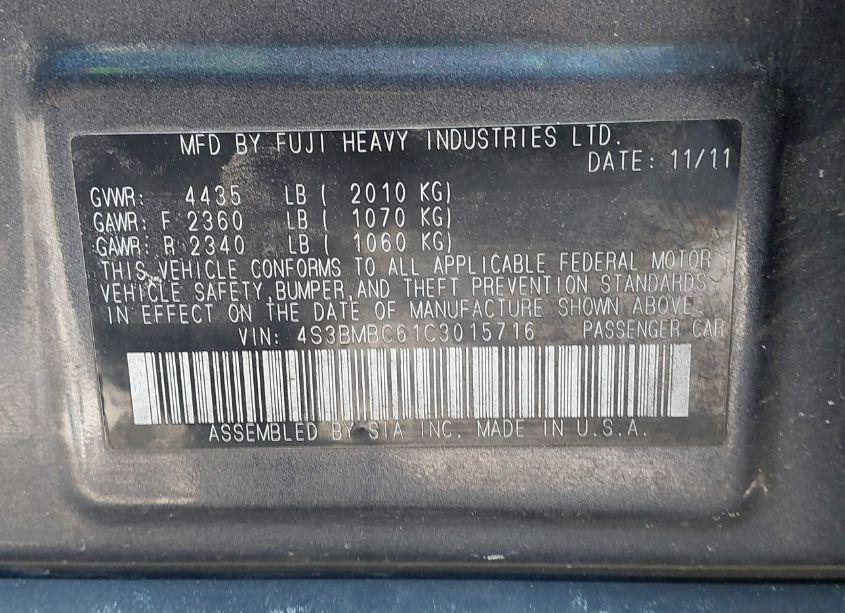 MFD BY FUJI HEAVY INDUSTRIES LTD.
DATE: 11/11
GVWR: 4435 LB ( 2010 KG)
GAWR: F 2360 LB ( 1070 KG)
GAWR: R 2340 LB ( 1060 KG)
THIS VEHICLE CONFORMS TO ALL APPLICABLE FEDERAL MOTOR
VEHICLE SAFETY,BUMPER,AND THEFT PREVENTION STANDARDS
IN EFFECT ON THE DATE OF MANUFACTURE SHOWN ABOVE
VIN: 4S3BMBC61C3015716 PASSENGER CAR
ASSEMBLED BY SIA INC. MADE IN U.S.A.